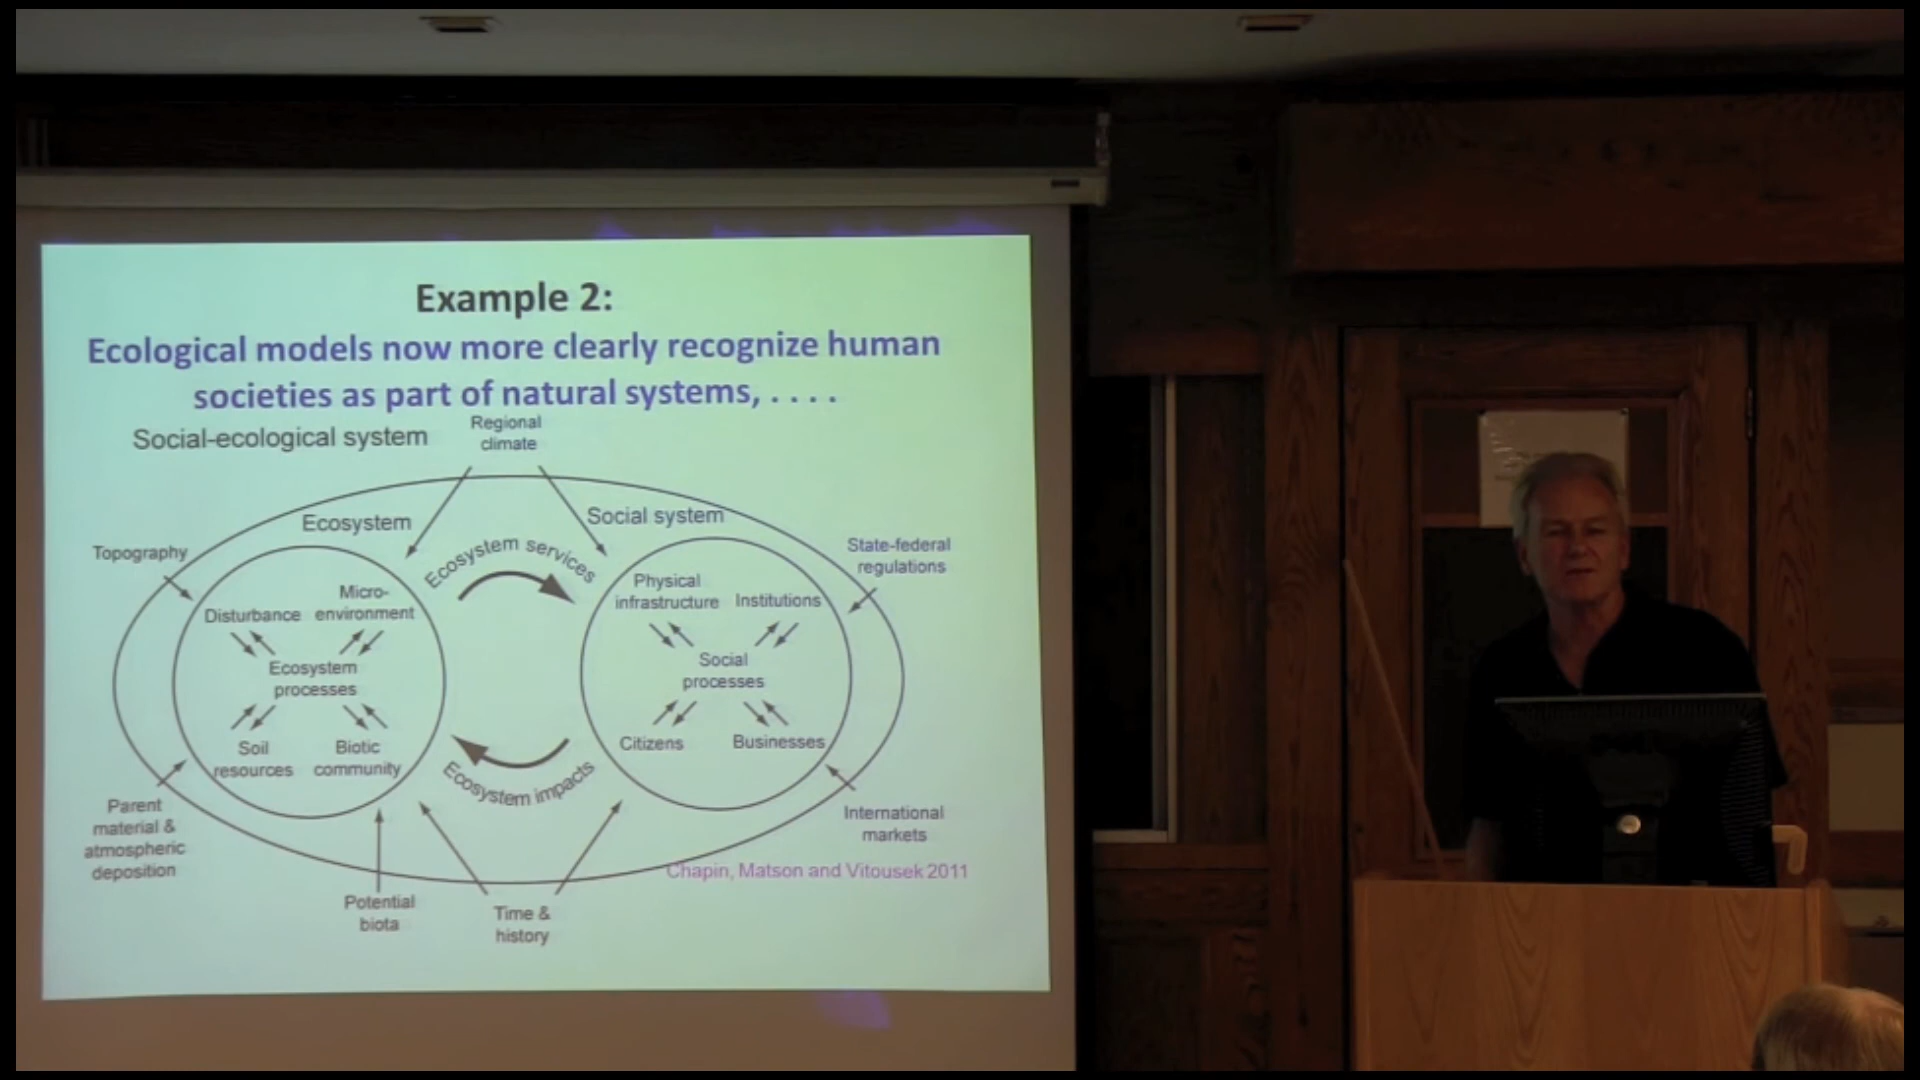 Example 2:
Ecological models now more clearly recognize human
societies as part of natural systems, . . . .
Social-ecological system
Regional
climate
Ecosystem
Social system
Topography
Ecosystem services
State-federal
regulations
Disturbance
Micro-
environment
Physical
infrastructure
Institutions
Ecosystem
processes
Social
processes
Soil
resources
Biotic
community
Citizens
Businesses
Ecosystem impacts
Parent
material &
atmospheric
deposition
International
markets
Chapin, Matson and Vitousek 2011
Potential
biota
Time &
history